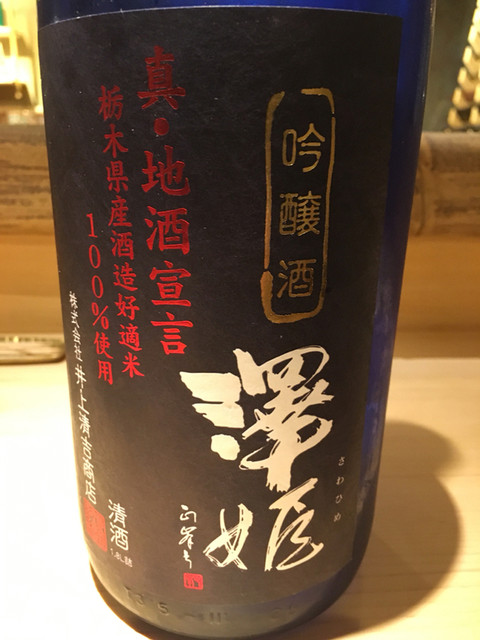 吟醸酒
澤姫
さわひめ
真・地酒宣言
栃木県産酒造好適米
100%使用
株式会社井上清吉商店
清酒